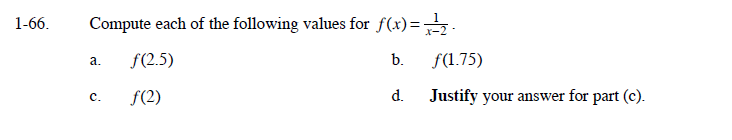 1-66. Compute each of the following values for f(x) = 1/(x−2) .
a. f(2.5) b. f(1.75)
c. f(2) d. Justify your answer for part (c).